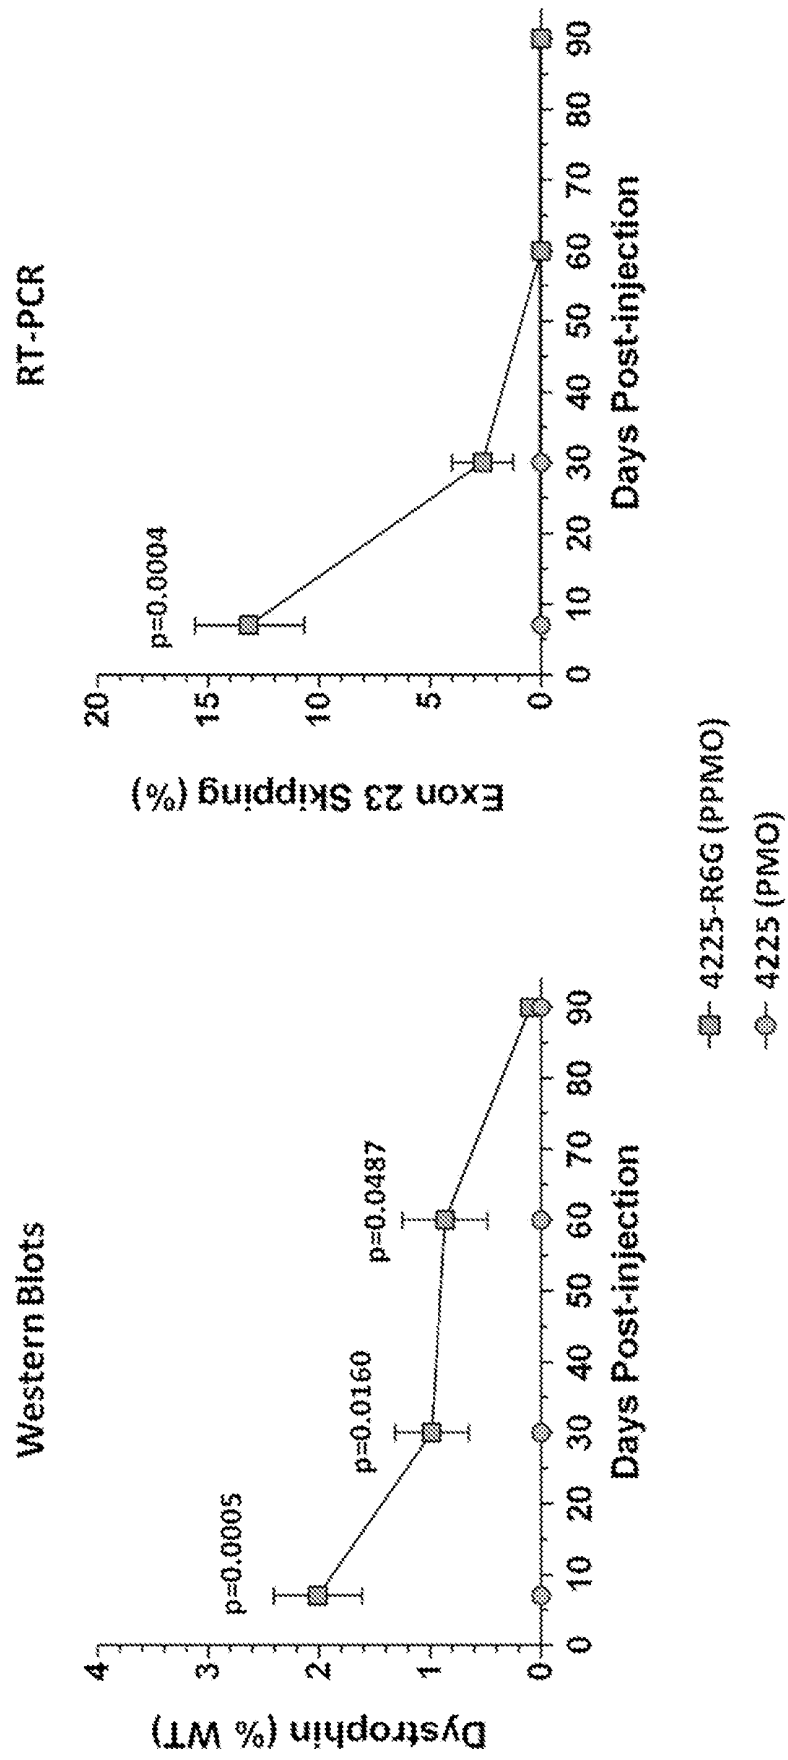 Western Blots
Dystrophin (% WT)
4
3
2
1
0
p=0.0005
p=0.0160
p=0.0487
0 10 20 30 40 50 60 70 80 90
Days Post-injection
RT-PCR
Exon 23 Skipping (%)
20
15
10
5
0
p=0.0004
0 10 20 30 40 50 60 70 80 90
Days Post-injection
4225-R6G (PPMO)
4225 (PMO)